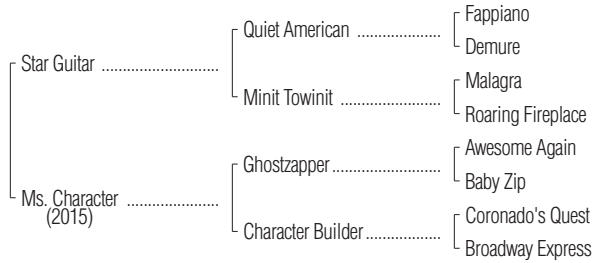 Fappiano
Quiet American ....................
Demure
Star Guitar ............................
Malagra
Minit Towinit ........................
Roaring Fireplace
Awesome Again
Ghostzapper..........................
Baby Zip
Ms. Character ......................
(2015)
Coronado's Quest
Character Builder..................
Broadway Express